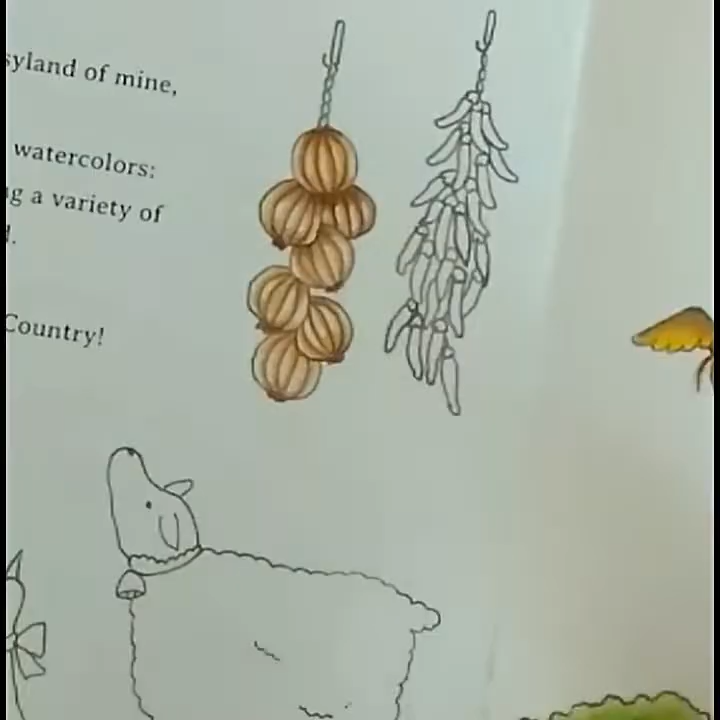 syland of mine,
watercolors:
g a variety of
Country!